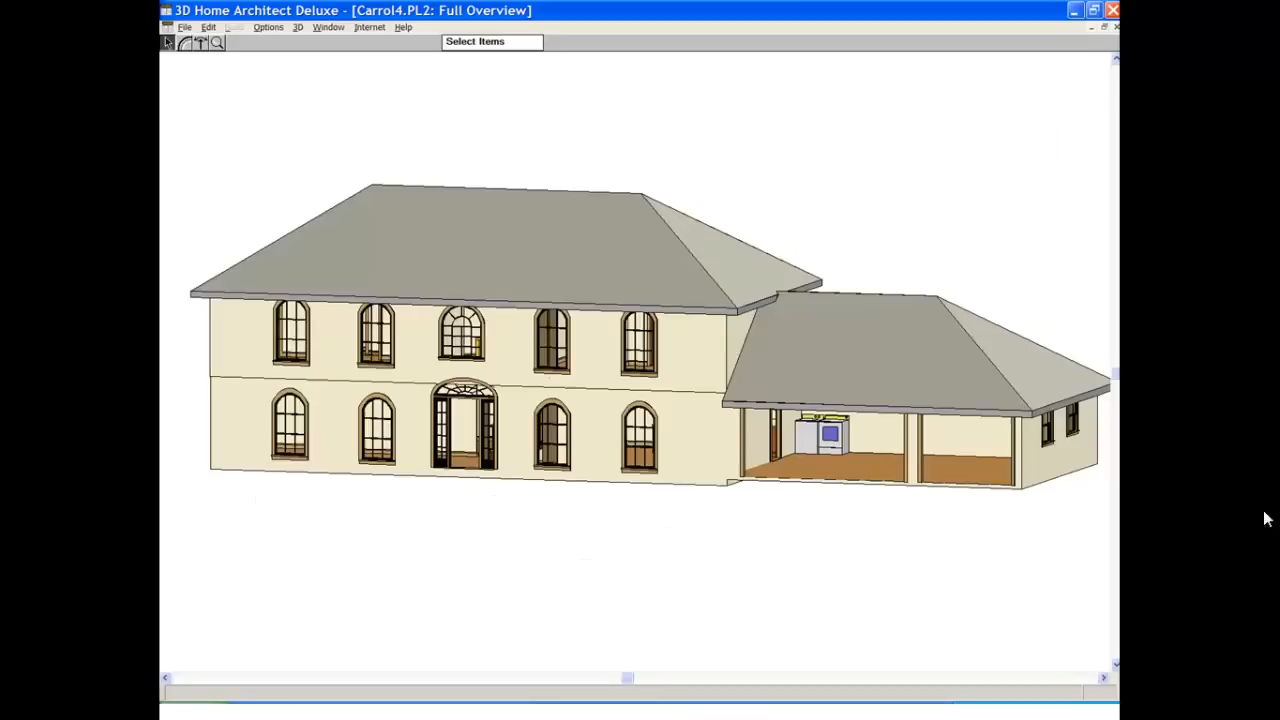 3D Home Architect Deluxe - [Carrol4.PL2: Full Overview]
File Edit Options 3D Window Internet Help
Select Items